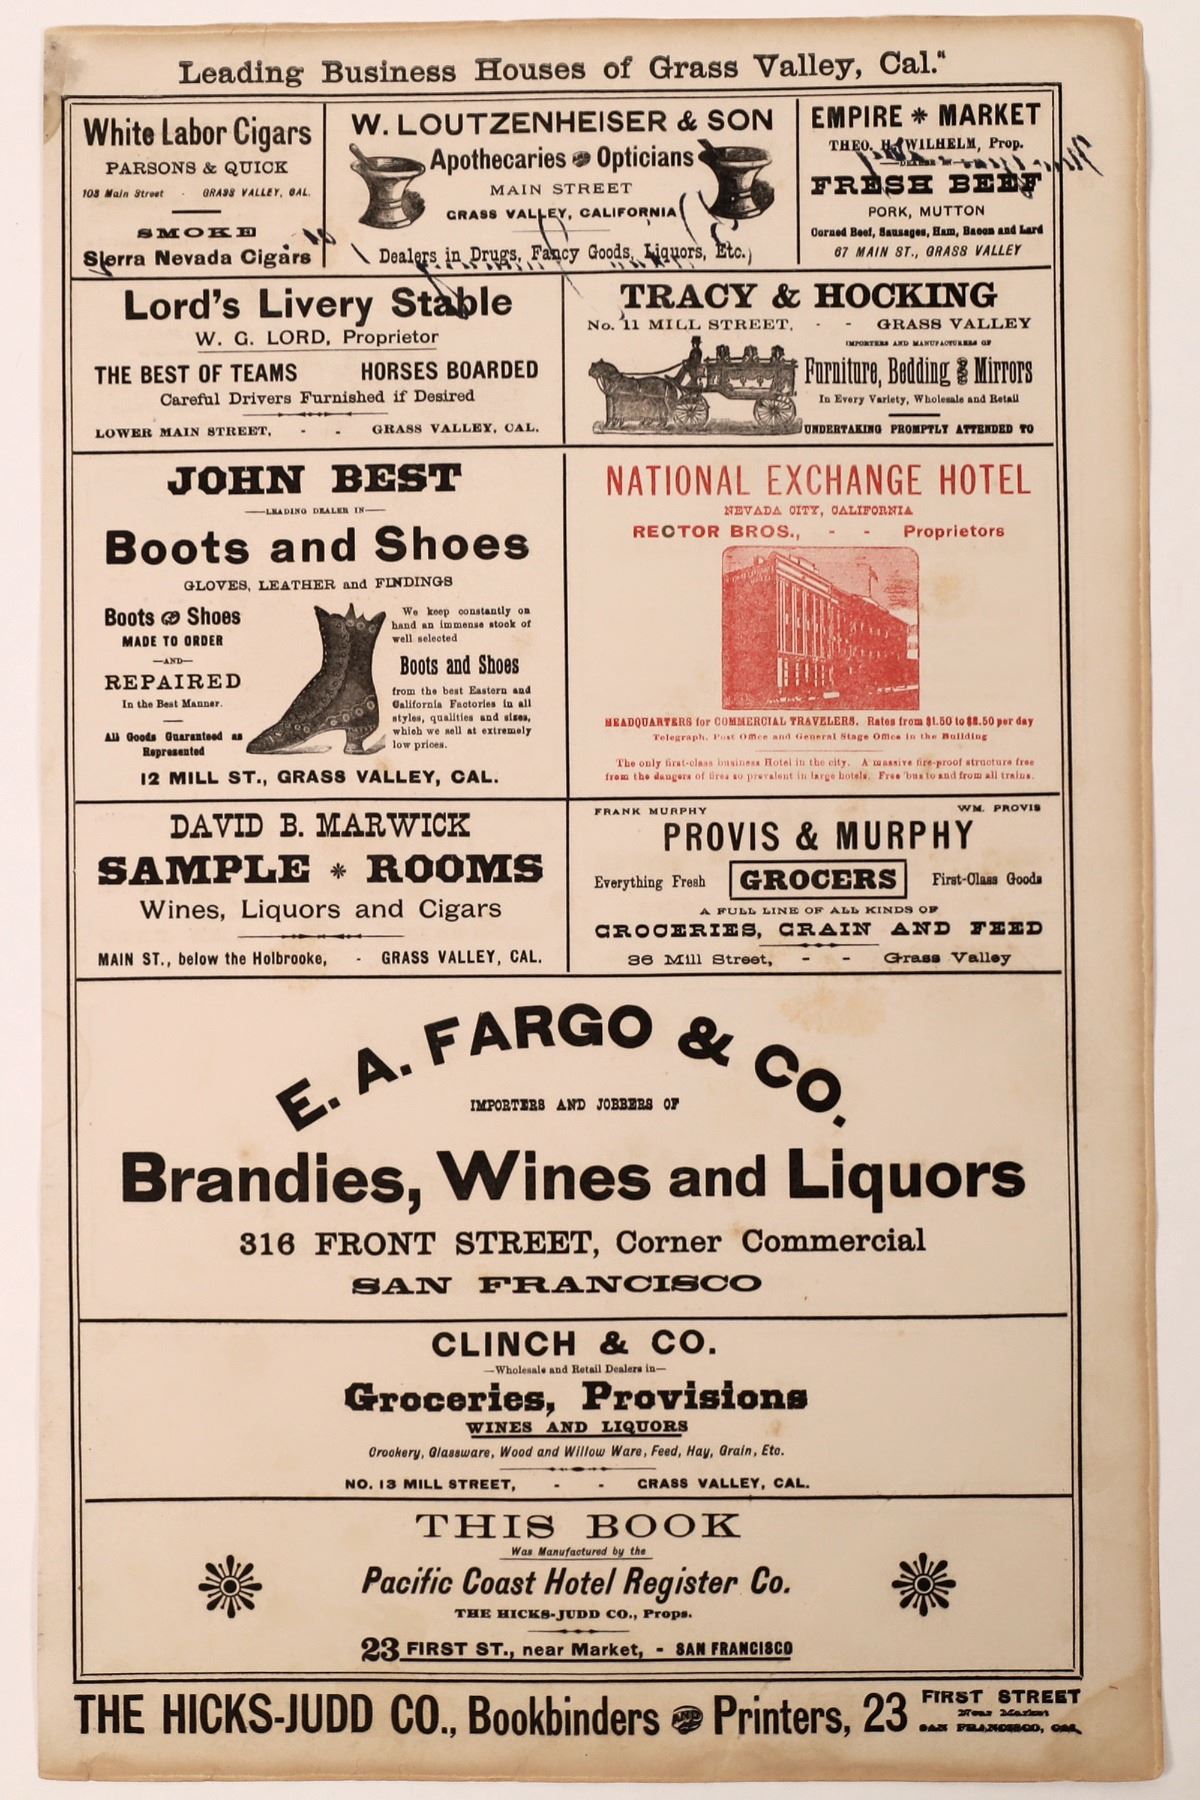 Leading Business Houses of Grass Valley, Cal."
White Labor Cigars
PARSONS & QUICK
103 Main Street - GRASS VALLEY, CAL.
SMOKE
Sierra Nevada Cigars
W. LOUTZENHEISER & SON
Apothecaries and Opticians
MAIN STREET
GRASS VALLEY, CALIFORNIA
Dealers in Drugs, Fancy Goods, Liquors, Etc.
EMPIRE * MARKET
THEO. H. WILHELM, Prop.
DEALER IN
FRESH BEEF
PORK, MUTTON
Corned Beef, Sausages, Ham, Bacon and Lard
67 MAIN ST., GRASS VALLEY
Lord's Livery Stable
W. G. LORD, Proprietor
THE BEST OF TEAMS HORSES BOARDED
Careful Drivers Furnished if Desired
LOWER MAIN STREET, - - GRASS VALLEY, CAL.
TRACY & HOCKING
No. 11 MILL STREET, - - GRASS VALLEY
IMPORTERS AND MANUFACTURERS OF
Furniture, Bedding and Mirrors
In Every Variety, Wholesale and Retail
UNDERTAKING PROMPTLY ATTENDED TO
JOHN BEST
—LEADING DEALER IN—
Boots and Shoes
GLOVES, LEATHER and FINDINGS
Boots and Shoes
MADE TO ORDER
—AND—
REPAIRED
In the Best Manner.
All Goods Guaranteed as
Represented
We keep constantly on
hand an immense stock of
well selected
Boots and Shoes
from the best Eastern and
California Factories in all
styles, qualities and sizes,
which we sell at extremely
low prices.
12 MILL ST., GRASS VALLEY, CAL.
NATIONAL EXCHANGE HOTEL
NEVADA CITY, CALIFORNIA
RECTOR BROS., - - Proprietors
HEADQUARTERS for COMMERCIAL TRAVELERS. Rates from $1.50 to $2.50 per day
Telegraph, Post Office and General Stage Office in the Building
The only first-class business Hotel in the city. A massive fire-proof structure free
from the dangers of fires so prevalent in large hotels. Free 'bus to and from all trains.
DAVID B. MARWICK
SAMPLE * ROOMS
Wines, Liquors and Cigars
MAIN ST., below the Holbrooke, - GRASS VALLEY, CAL.
FRANK MURPHY WM. PROVIS
PROVIS & MURPHY
Everything Fresh GROCERS First-Class Goods
A FULL LINE OF ALL KINDS OF
GROCERIES, GRAIN AND FEED
36 Mill Street, - - Grass Valley
E. A. FARGO & CO.
IMPORTERS AND JOBBERS OF
Brandies, Wines and Liquors
316 FRONT STREET, Corner Commercial
SAN FRANCISCO
CLINCH & CO.
—Wholesale and Retail Dealers in—
Groceries, Provisions
WINES AND LIQUORS
Crockery, Glassware, Wood and Willow Ware, Feed, Hay, Grain, Etc.
NO. 13 MILL STREET, - - GRASS VALLEY, CAL.
THIS BOOK
Was Manufactured by the
Pacific Coast Hotel Register Co.
THE HICKS-JUDD CO., Props.
23 FIRST ST., near Market, - SAN FRANCISCO
THE HICKS-JUDD CO., Bookbinders AND Printers, 23 FIRST STREET
Near Market
SAN FRANCISCO, CAL.